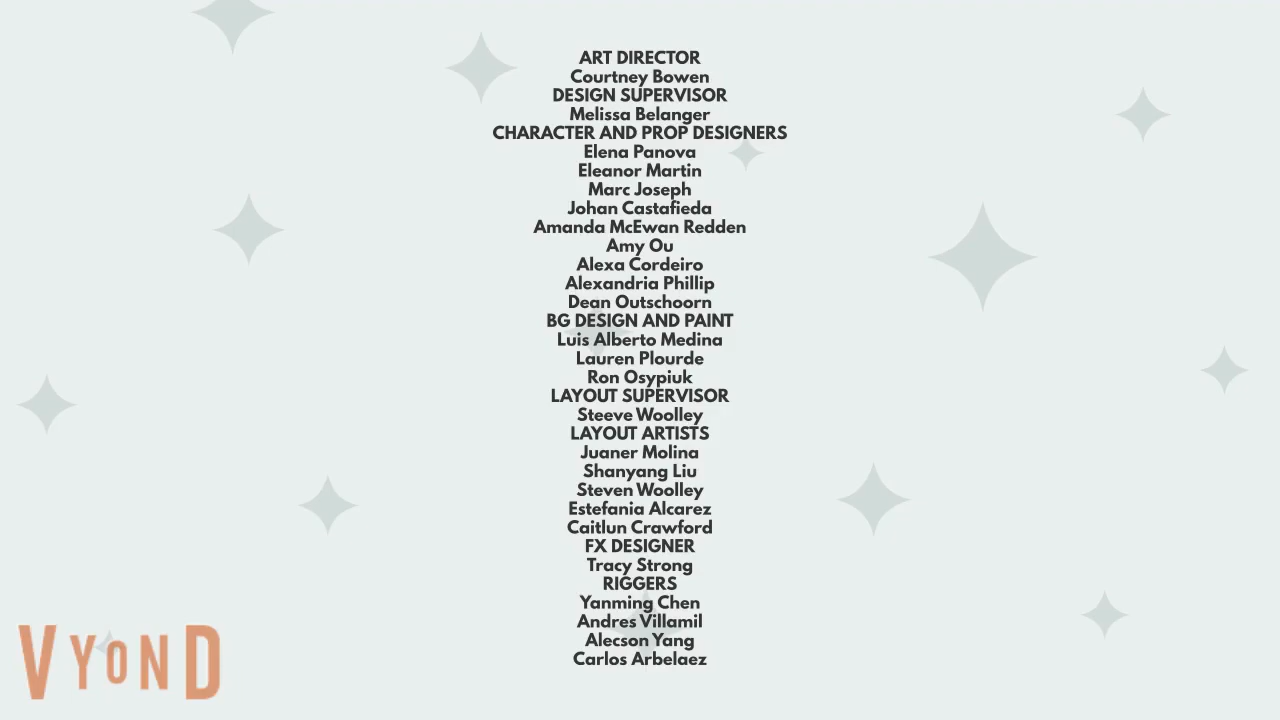 ART DIRECTOR
Courtney Bowen
DESIGN SUPERVISOR
Melissa Belanger
CHARACTER AND PROP DESIGNERS
Elena Panova
Eleanor Martin
Marc Joseph
Johan Castafieda
Amanda McEwan Redden
Amy Ou
Alexa Cordeiro
Alexandria Phillip
Dean Outschoorn
BG DESIGN AND PAINT
Luis Alberto Medina
Lauren Plourde
Ron Osypiuk
LAYOUT SUPERVISOR
Steeve Woolley
LAYOUT ARTISTS
Juaner Molina
Shanyang Liu
Steven Woolley
Estefania Alcarez
Caitlun Crawford
FX DESIGNER
Tracy Strong
RIGGERS
Yanming Chen
Andres Villamil
Alecson Yang
Carlos Arbelaez
VYOND